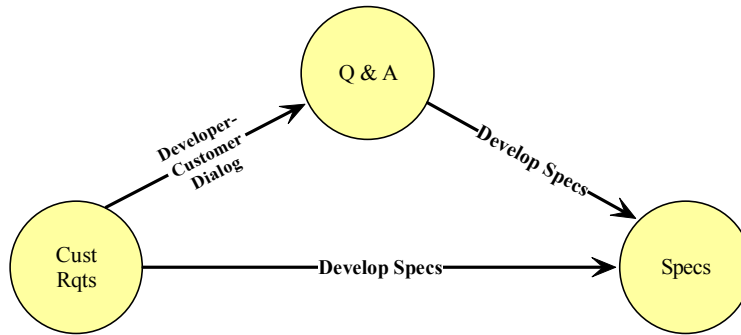 Q & A
Developer-
Customer
Dialog
Develop Specs
Cust
Rqts
Develop Specs
Specs